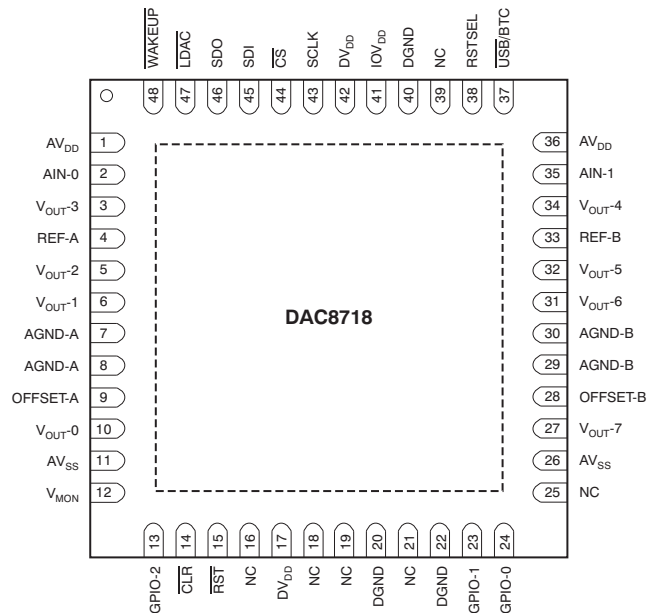 WAKEUP
LDAC
SDO
SDI
CS
SCLK
DVDD
IOVDD
DGND
NC
RSTSEL
USB/BTC
48
47
46
45
44
43
42
41
40
39
38
37
AVDD 1
AIN-0 2
VOUT-3 3
REF-A 4
VOUT-2 5
VOUT-1 6
AGND-A 7
AGND-A 8
OFFSET-A 9
VOUT-0 10
AVSS 11
VMON 12
DAC8718
36 AVDD
35 AIN-1
34 VOUT-4
33 REF-B
32 VOUT-5
31 VOUT-6
30 AGND-B
29 AGND-B
28 OFFSET-B
27 VOUT-7
26 AVSS
25 NC
13
14
15
16
17
18
19
20
21
22
23
24
GPIO-2
CLR
RST
NC
DVDD
NC
NC
DGND
NC
DGND
GPIO-1
GPIO-0